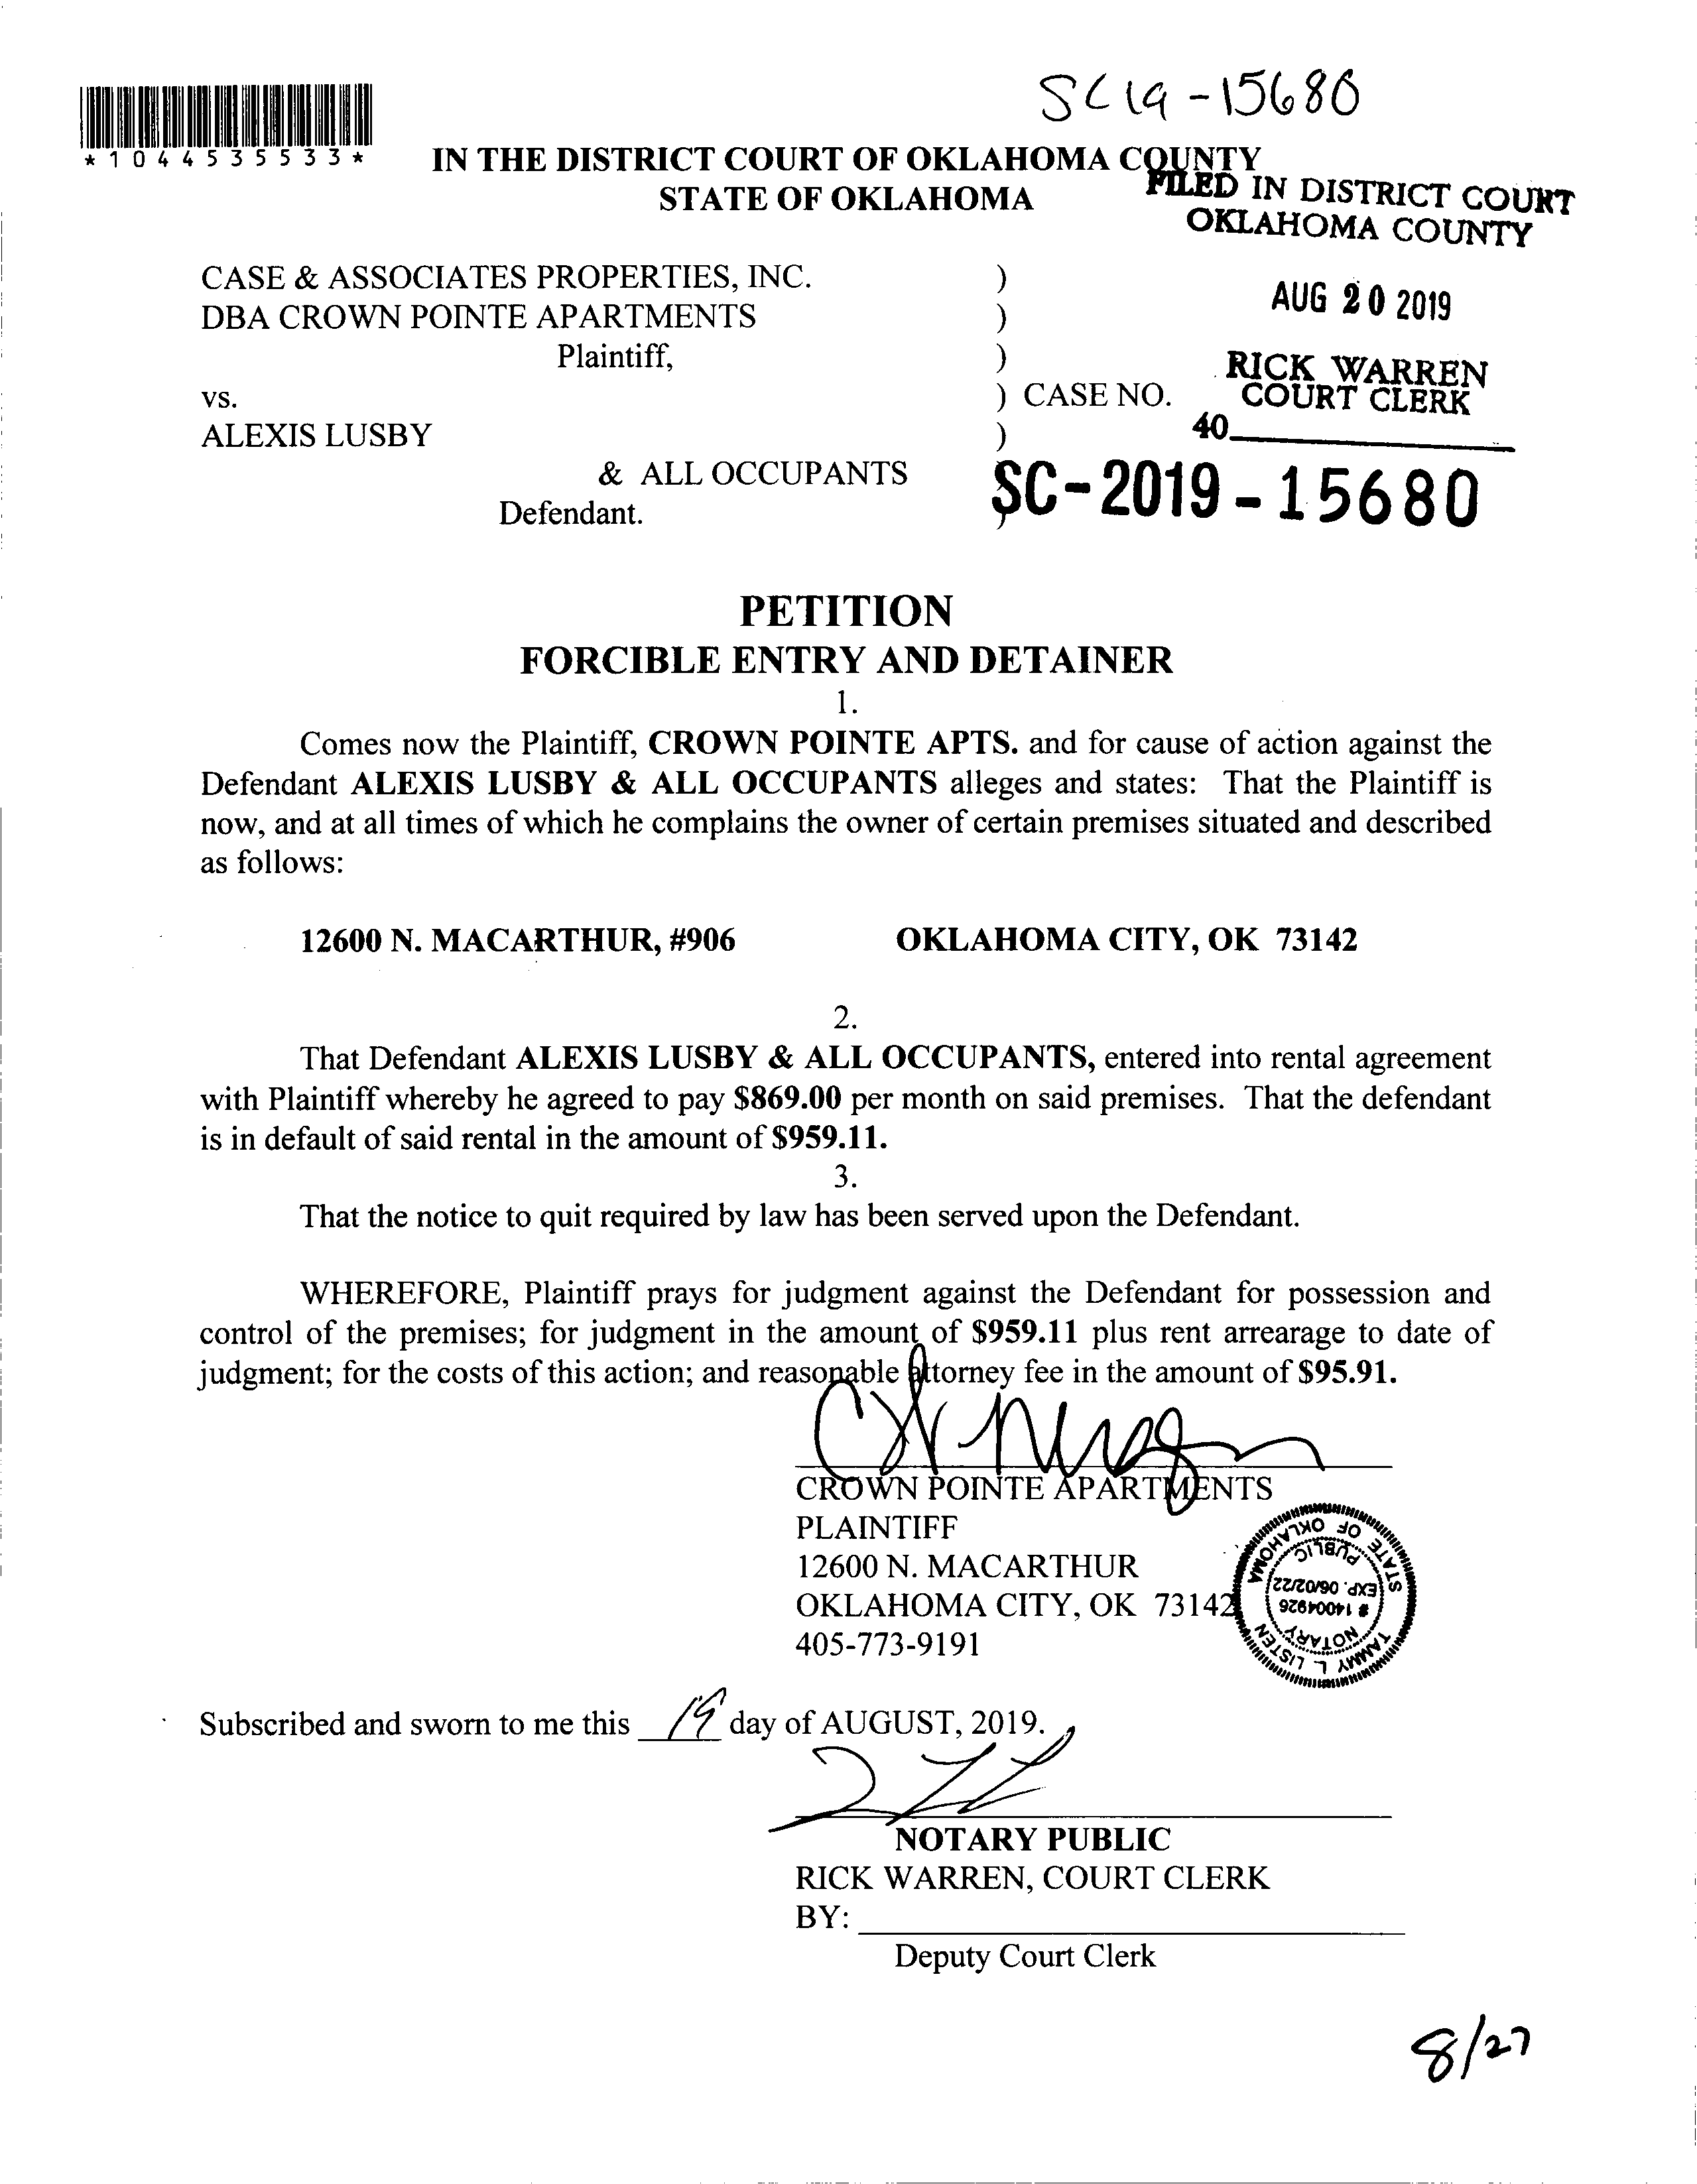 SC19-15680
*1044535533*
IN THE DISTRICT COURT OF OKLAHOMA COUNTY
STATE OF OKLAHOMA
FILED IN DISTRICT COURT
OKLAHOMA COUNTY
CASE & ASSOCIATES PROPERTIES, INC. )
DBA CROWN POINTE APARTMENTS )
AUG 20 2019
Plaintiff, )
RICK WARREN
COURT CLERK
vs. ) CASE NO.
40
ALEXIS LUSBY )
& ALL OCCUPANTS
SC-2019-15680
Defendant. )
PETITION
FORCIBLE ENTRY AND DETAINER
1.
Comes now the Plaintiff, CROWN POINTE APTS. and for cause of action against the
Defendant ALEXIS LUSBY & ALL OCCUPANTS alleges and states: That the Plaintiff is
now, and at all times of which he complains the owner of certain premises situated and described
as follows:
12600 N. MACARTHUR, #906 OKLAHOMA CITY, OK 73142
2.
That Defendant ALEXIS LUSBY & ALL OCCUPANTS, entered into rental agreement
with Plaintiff whereby he agreed to pay $869.00 per month on said premises. That the defendant
is in default of said rental in the amount of $959.11.
3.
That the notice to quit required by law has been served upon the Defendant.
WHEREFORE, Plaintiff prays for judgment against the Defendant for possession and
control of the premises; for judgment in the amount of $959.11 plus rent arrearage to date of
judgment; for the costs of this action; and reasonable attorney fee in the amount of $95.91.
CROWN POINTE APARTMENTS
PLAINTIFF
12600 N. MACARTHUR
OKLAHOMA CITY, OK 73142
405-773-9191
TAMMY L. LISTEN
NOTARY
# 14004926
EXP. 06/02/22
PUBLIC
STATE OF OKLAHOMA
Subscribed and sworn to me this 19 day of AUGUST, 2019.
NOTARY PUBLIC
RICK WARREN, COURT CLERK
BY:
Deputy Court Clerk
8/27